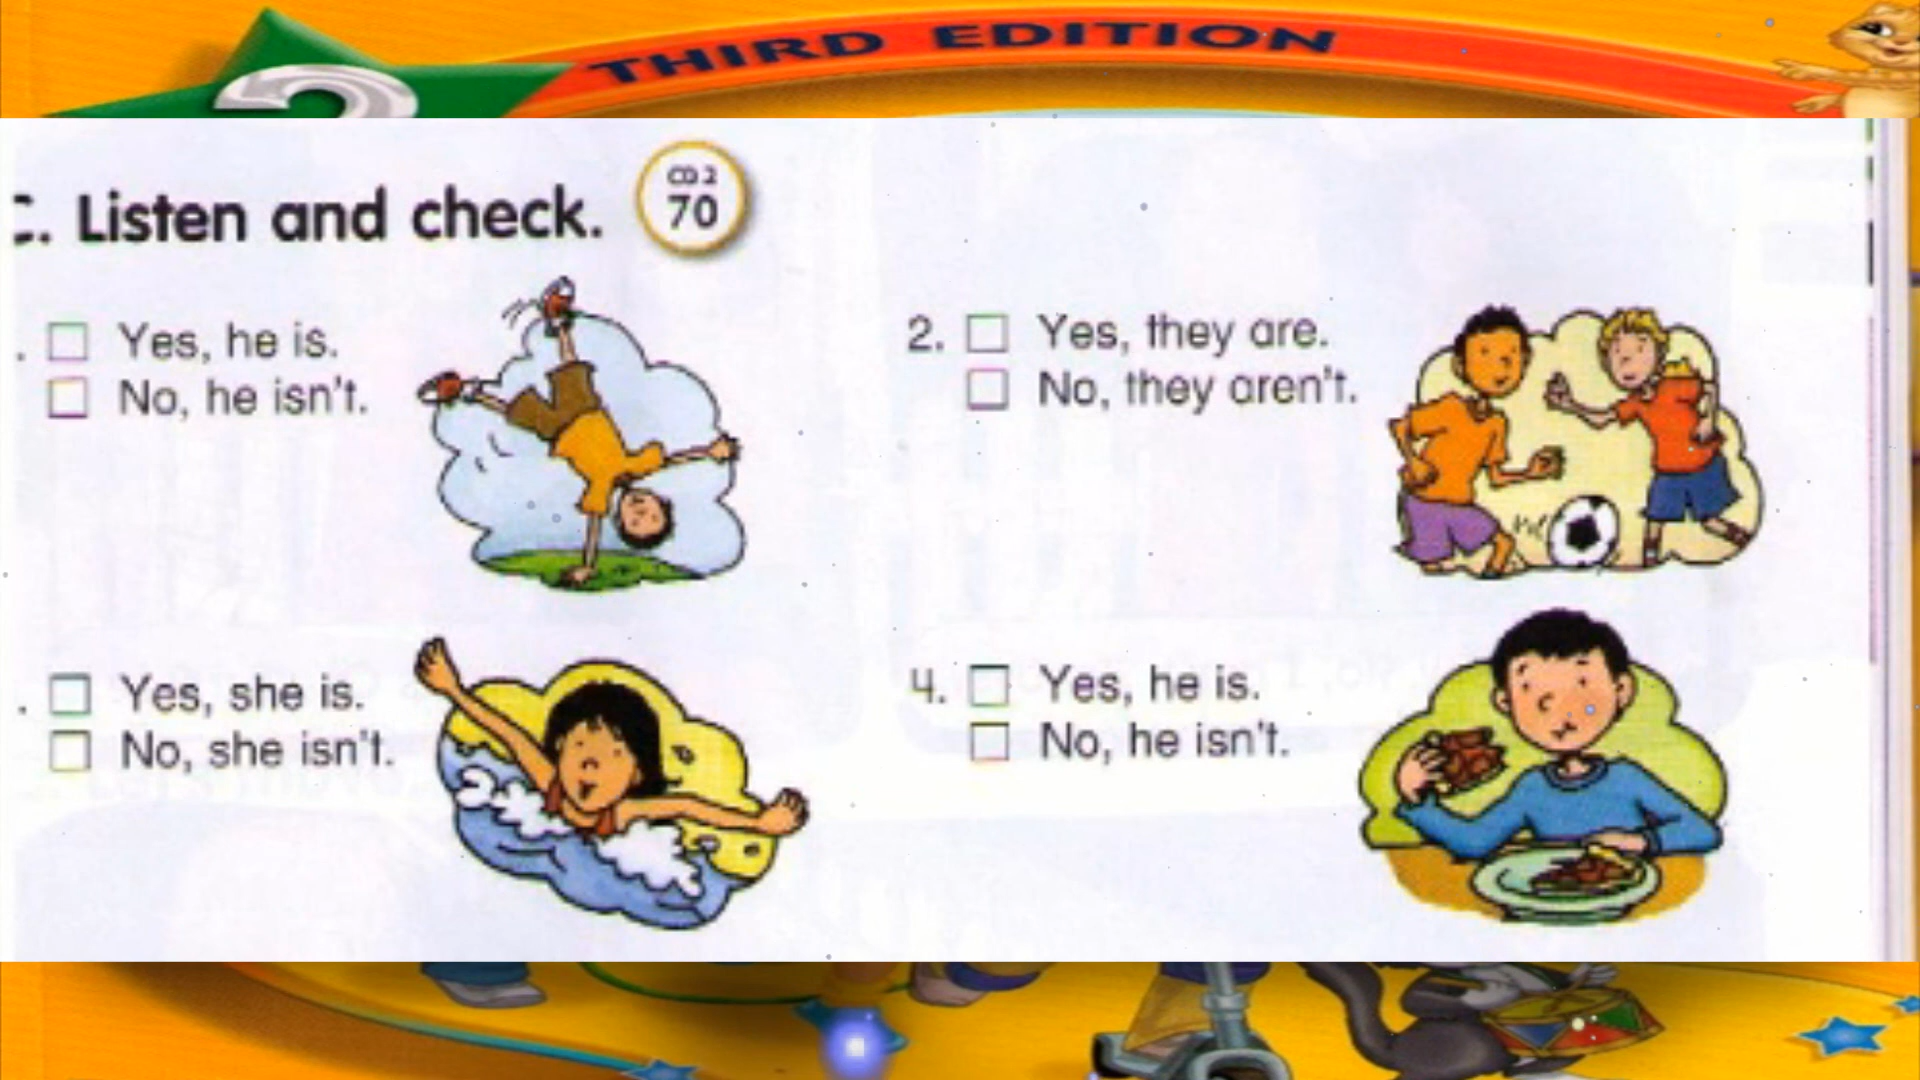 THIRD EDITION
C. Listen and check.
CD 2
70
Yes, he is.
No, he isn't.
2. Yes, they are.
No, they aren't.
. Yes, she is.
No, she isn't.
4. Yes, he is.
No, he isn't.